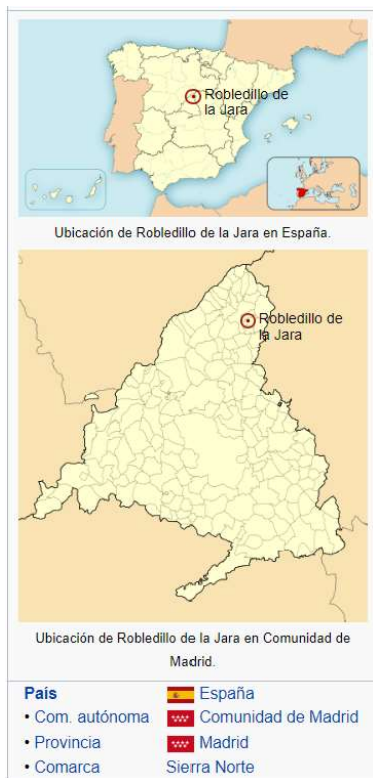 Robledillo de
la Jara
Ubicación de Robledillo de la Jara en España.
Robledillo de
la Jara
Ubicación de Robledillo de la Jara en Comunidad de
Madrid.
País España
• Com. autónoma Comunidad de Madrid
• Provincia Madrid
• Comarca Sierra Norte